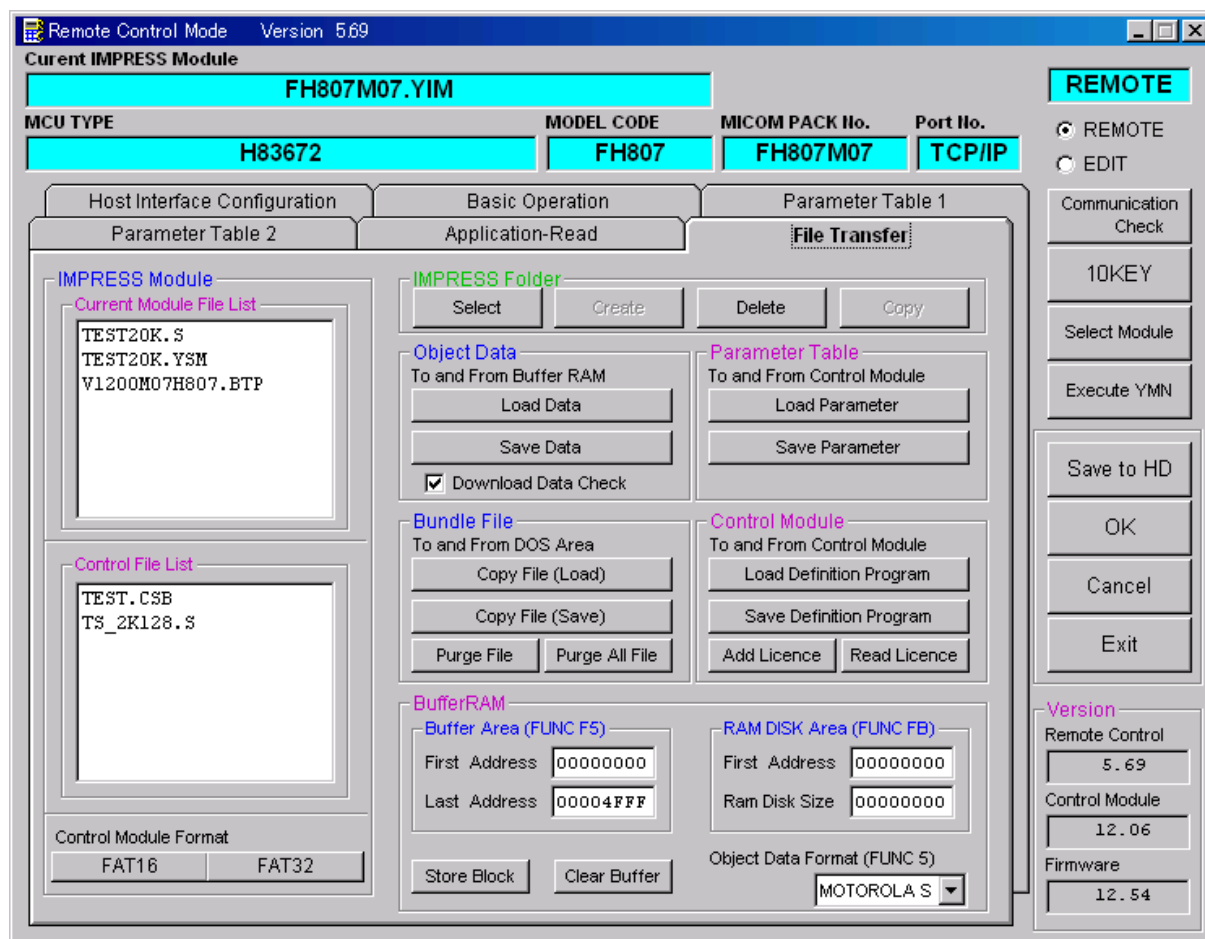 Remote Control Mode Version 5.69
Curent IMPRESS Module
FH807M07.YIM
REMOTE
MCU TYPE MODEL CODE MICOM PACK No. Port No.
H83672 FH807 FH807M07 TCP/IP
REMOTE
EDIT
Host Interface Configuration Basic Operation Parameter Table 1
Parameter Table 2 Application-Read File Transfer
IMPRESS Module
Current Module File List
TEST20K.S
TEST20K.YSM
V1200M07H807.BTP
Control File List
TEST.CSB
TS_2K128.S
Control Module Format
FAT16 FAT32
IMPRESS Folder
Select Create Delete Copy
Object Data
To and From Buffer RAM
Load Data
Save Data
Download Data Check
Parameter Table
To and From Control Module
Load Parameter
Save Parameter
Bundle File
To and From DOS Area
Copy File (Load)
Copy File (Save)
Purge File Purge All File
Control Module
To and From Control Module
Load Definition Program
Save Definition Program
Add Licence Read Licence
BufferRAM
Buffer Area (FUNC F5)
First Address 00000000
Last Address 00004FFF
RAM DISK Area (FUNC FB)
First Address 00000000
Ram Disk Size 00000000
Store Block Clear Buffer
Object Data Format (FUNC 5)
MOTOROLA S
Communication
Check
10KEY
Select Module
Execute YMN
Save to HD
OK
Cancel
Exit
Version
Remote Control
5.69
Control Module
12.06
Firmware
12.54